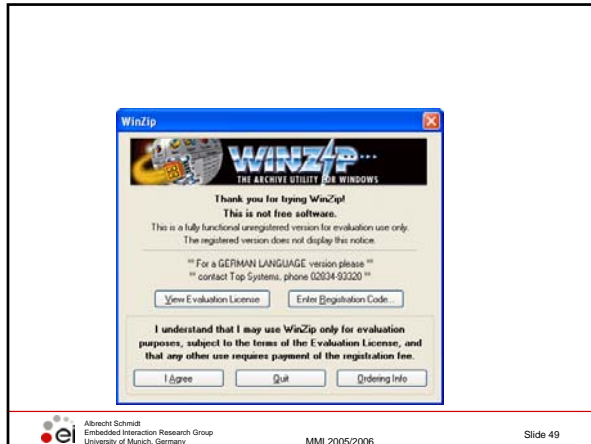 WinZip
WINZIP...
THE ARCHIVE UTILITY FOR WINDOWS
Thank you for trying WinZip!
This is not free software.
This is a fully functional unregistered version for evaluation use only.
The registered version does not display this notice.
** For a GERMAN LANGUAGE version please **
** contact Top Systems, phone 02834-93320 **
View Evaluation License
Enter Registration Code...
I understand that I may use WinZip only for evaluation
purposes, subject to the terms of the Evaluation License, and
that any other use requires payment of the registration fee.
I Agree
Quit
Ordering Info
ei
Albrecht Schmidt
Embedded Interaction Research Group
University of Munich, Germany
MMI 2005/2006
Slide 49